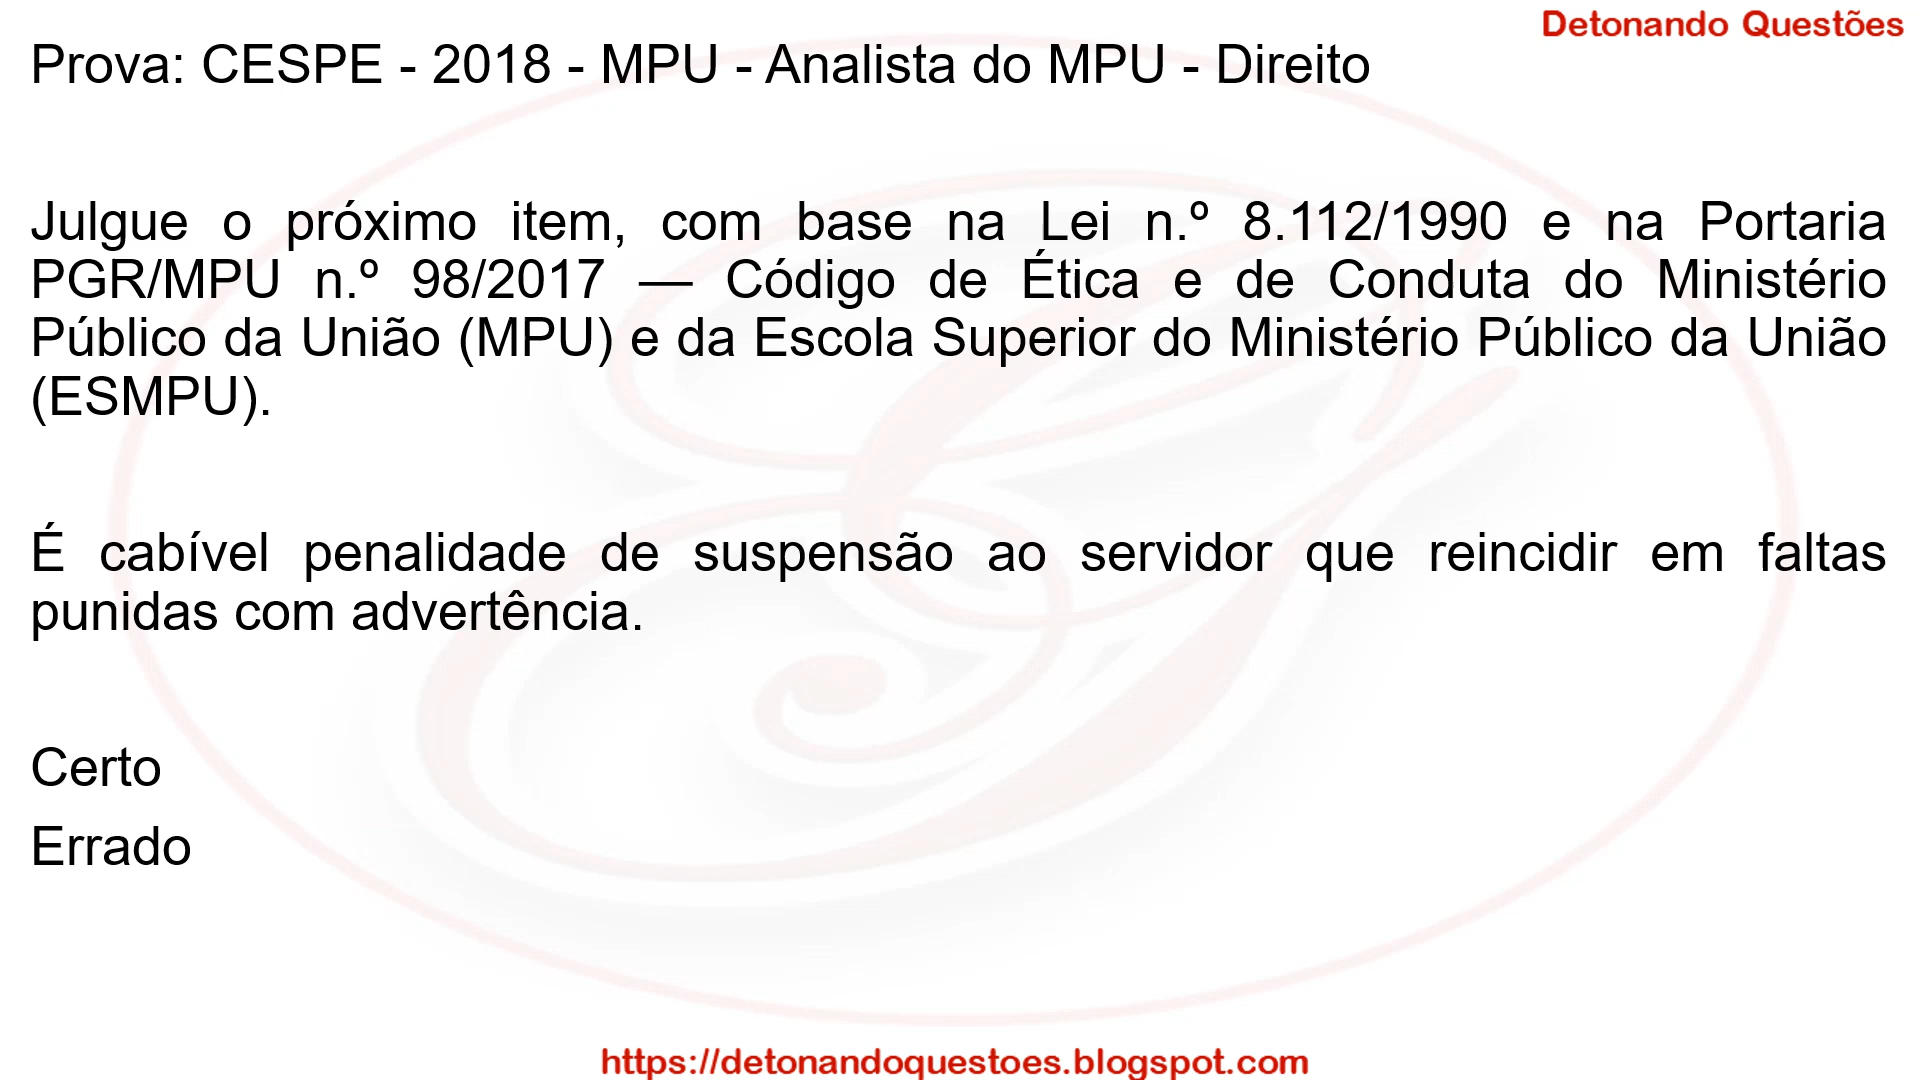 Detonando Questões
Prova: CESPE - 2018 - MPU - Analista do MPU - Direito
Julgue o próximo item, com base na Lei n.º 8.112/1990 e na Portaria
PGR/MPU n.º 98/2017 — Código de Ética e de Conduta do Ministério
Público da União (MPU) e da Escola Superior do Ministério Público da União
(ESMPU).
É cabível penalidade de suspensão ao servidor que reincidir em faltas
punidas com advertência.
Certo
Errado
https://detonandoquestoes.blogspot.com